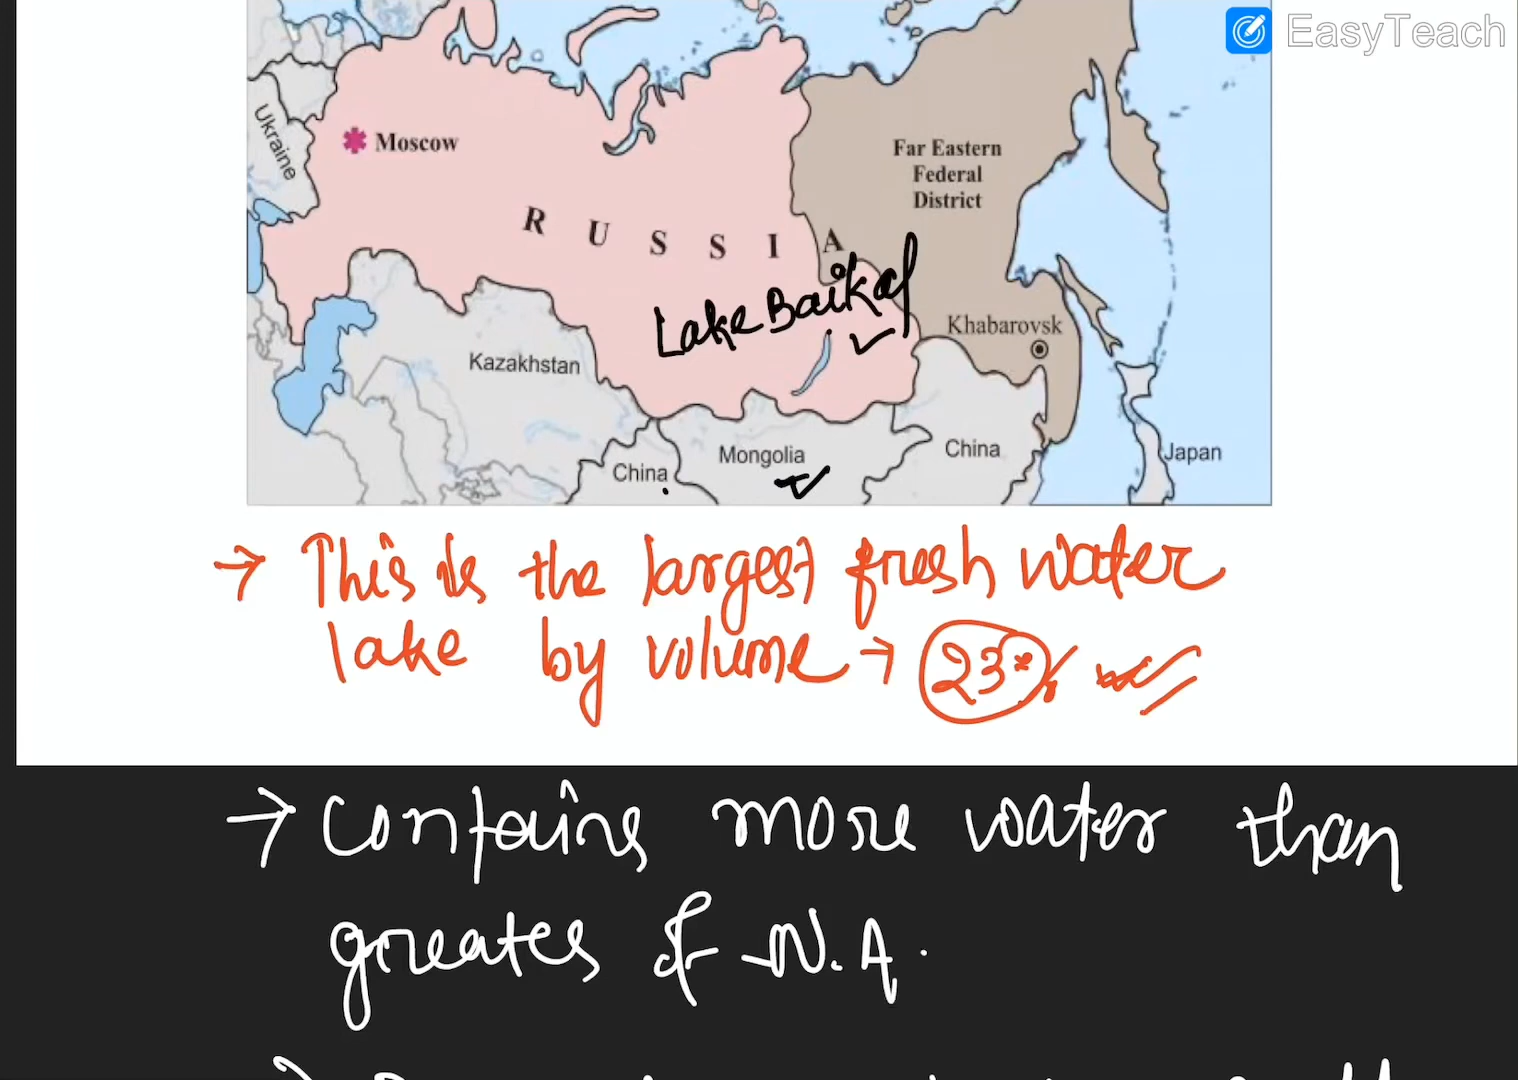 EasyTeach
Ukraine
Moscow
Far Eastern
Federal
District
R U S S I A
Lake Baikal
Khabarovsk
Kazakhstan
China
Mongolia
China
Japan
→ This is the largest fresh water
lake by volume → 23%
→ Contains more water than
greates of N.A.